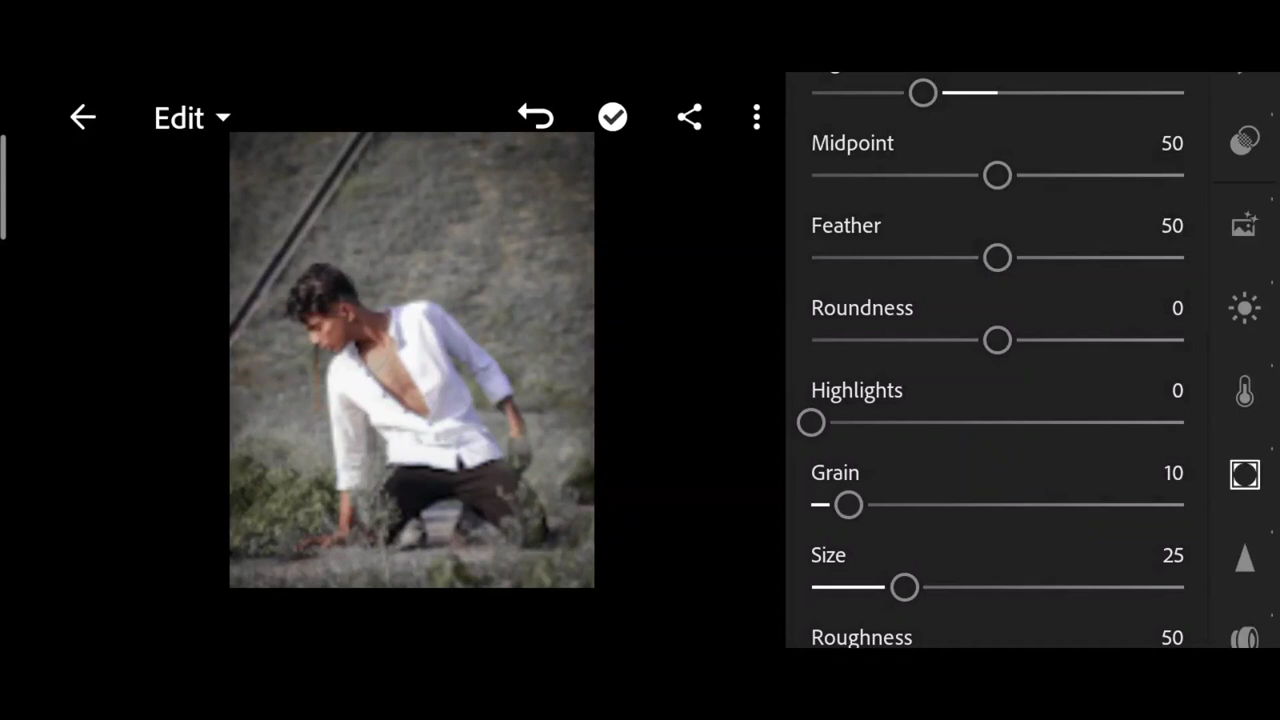 Edit
Midpoint 50
Feather 50
Roundness 0
Highlights 0
Grain 10
Size 25
Roughness 50